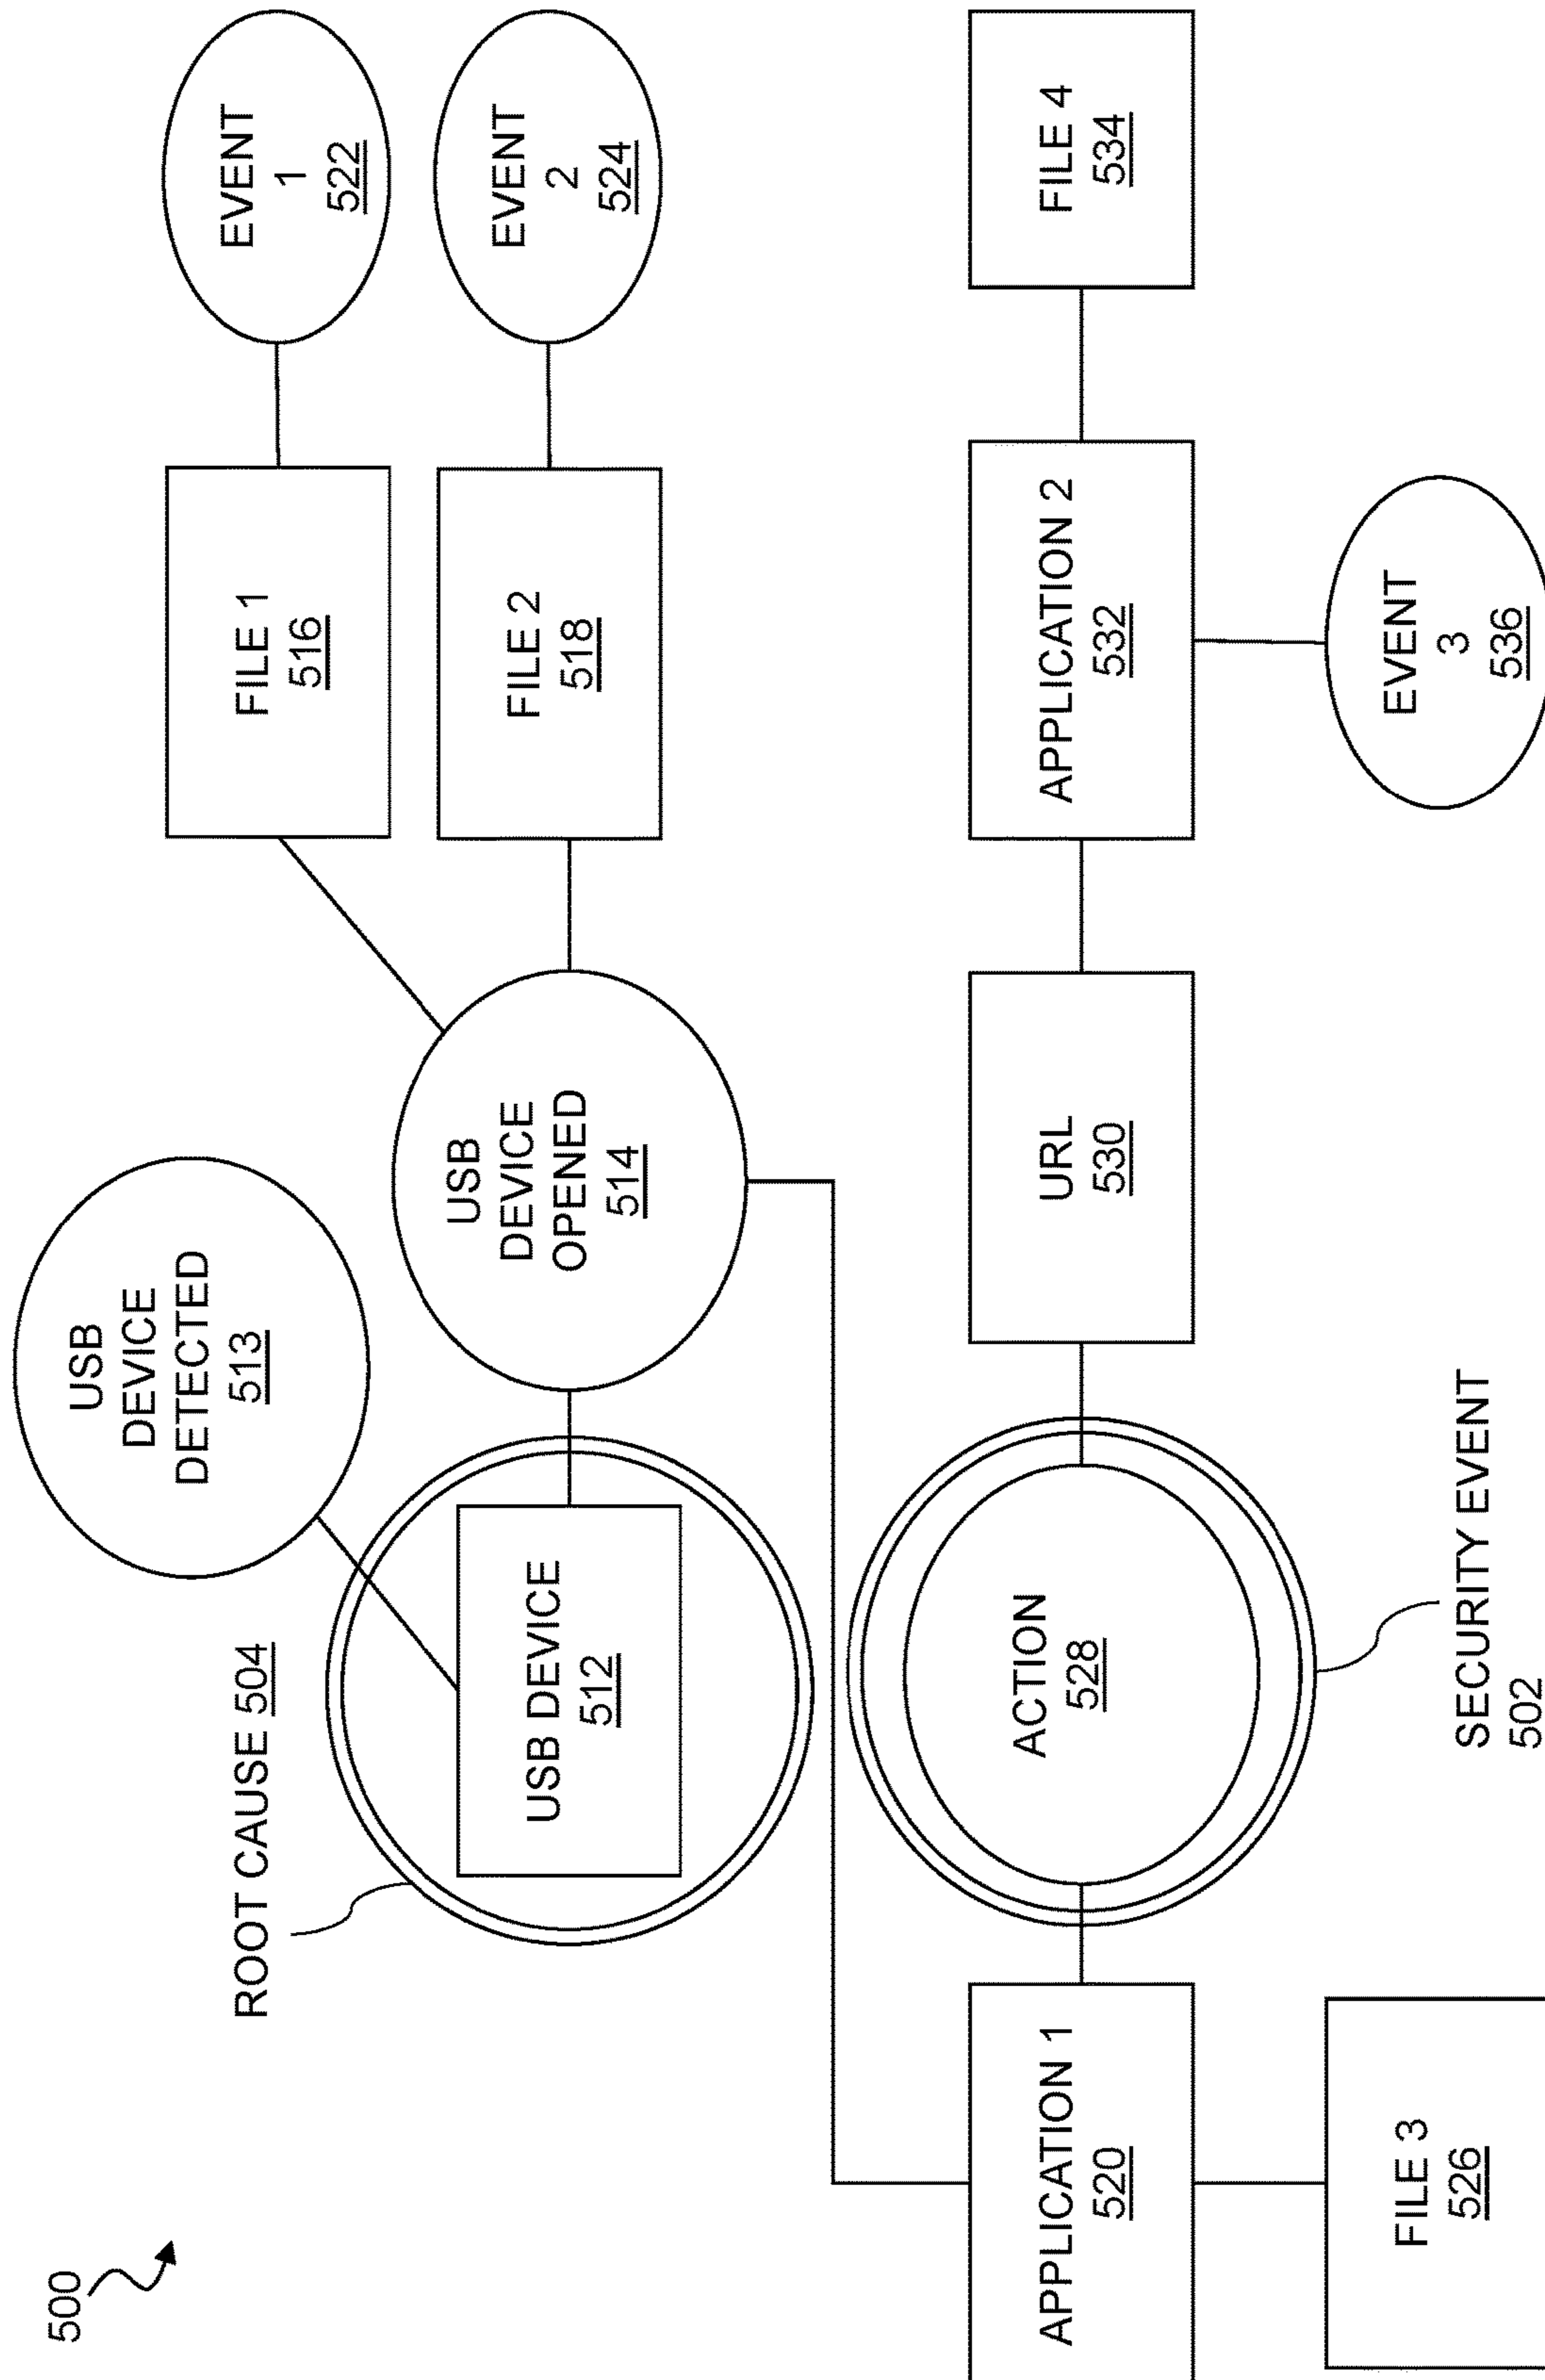 500
ROOT CAUSE 504
USB
DEVICE
DETECTED
513
USB DEVICE
512
USB
DEVICE
OPENED
514
FILE 1
516
EVENT
1
522
FILE 2
518
EVENT
2
524
APPLICATION 1
520
ACTION
528
URL
530
APPLICATION 2
532
FILE 4
534
FILE 3
526
SECURITY EVENT
502
EVENT
3
536